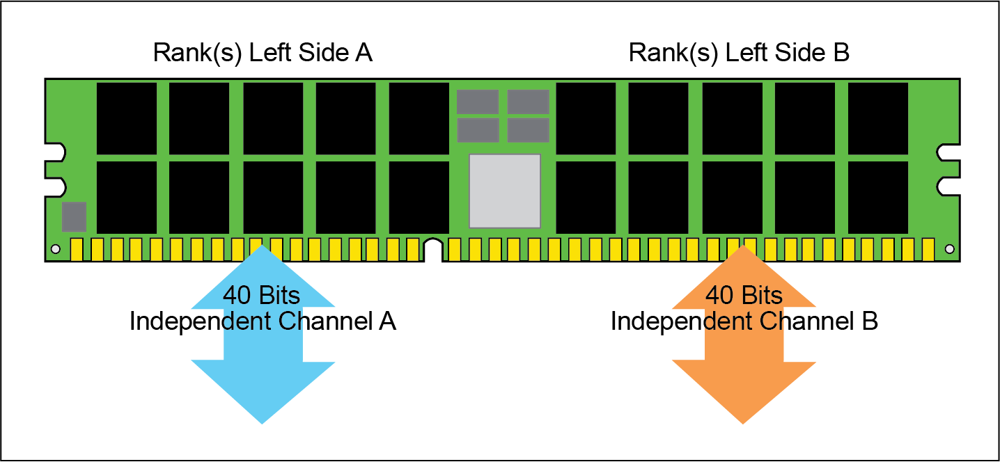 Rank(s) Left Side A
Rank(s) Left Side B
40 Bits
Independent Channel A
40 Bits
Independent Channel B